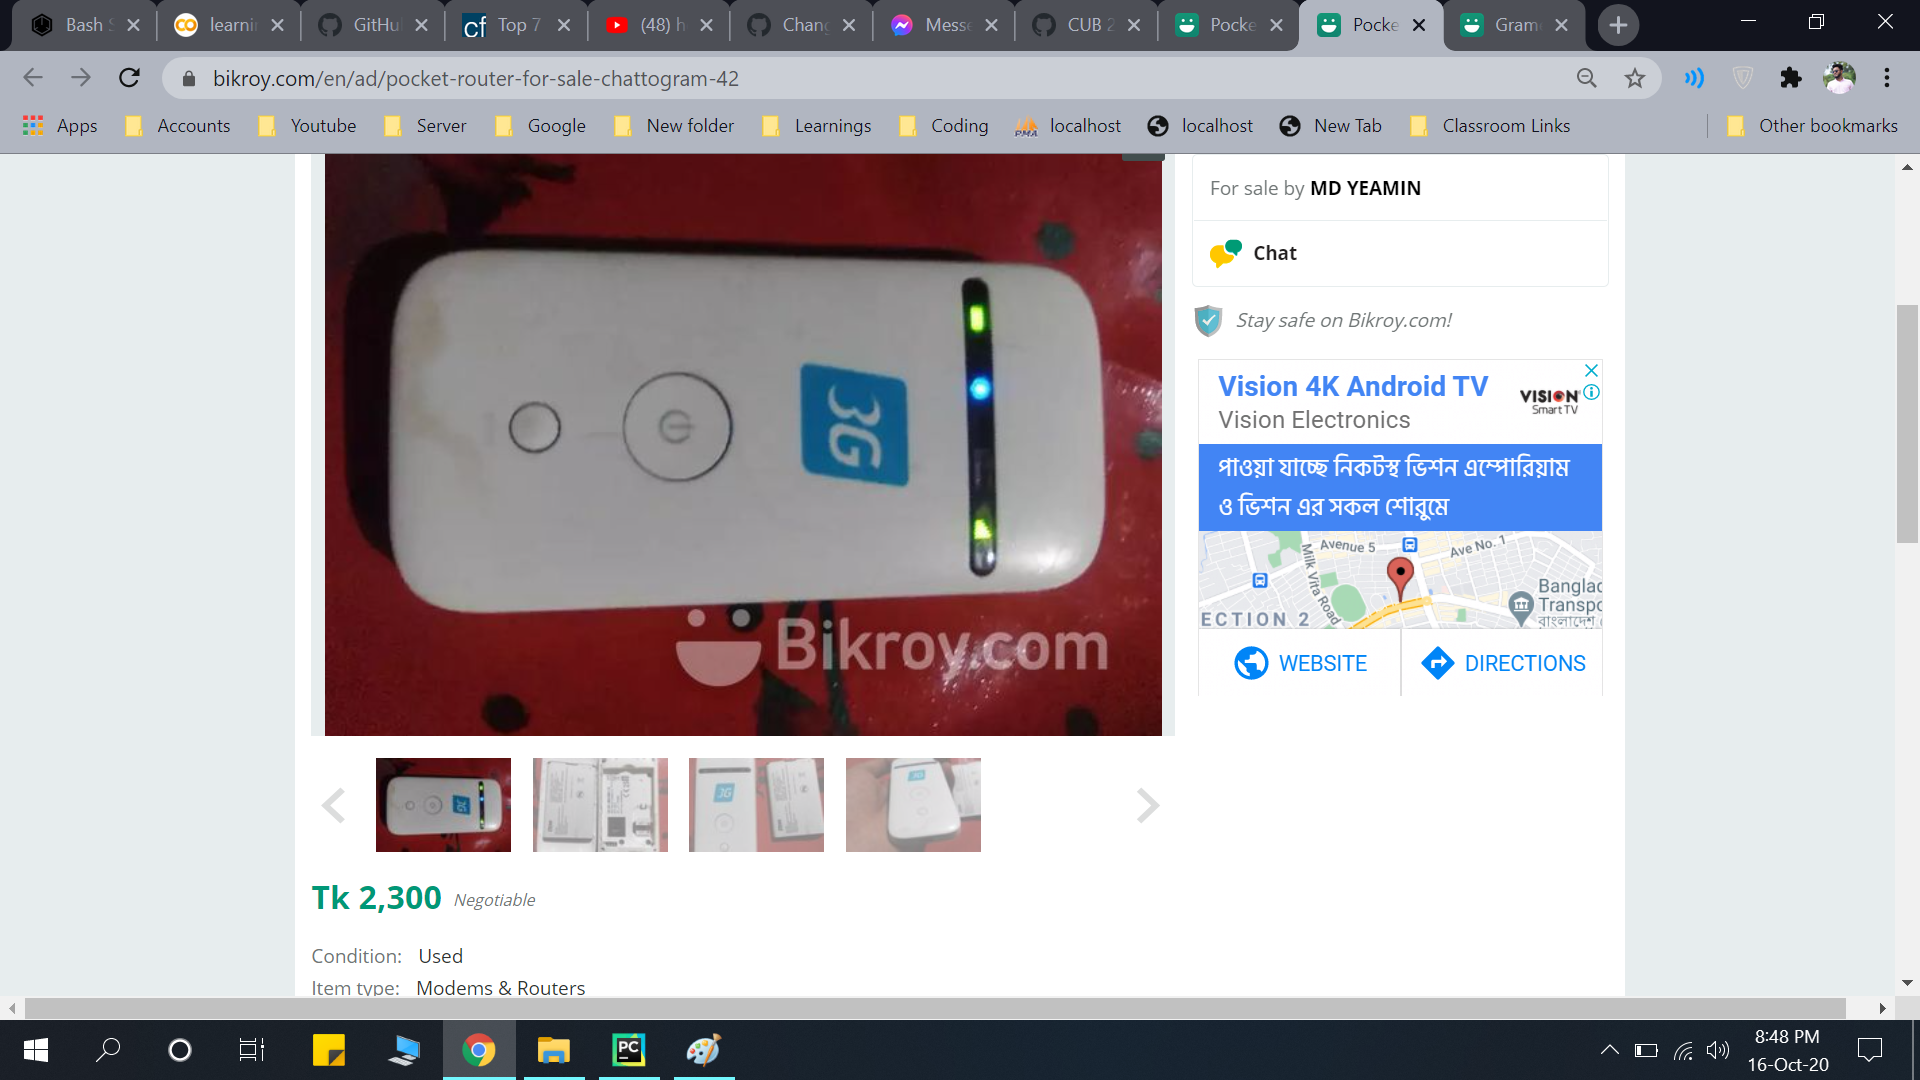 Bash S
learnin
GitHu
Top 7
(48) h
Chang
Messe
CUB 2
Pocke
Pocke
Gram
bikroy.com/en/ad/pocket-router-for-sale-chattogram-42
Apps
Accounts
Youtube
Server
Google
New folder
Learnings
Coding
localhost
localhost
New Tab
Classroom Links
Other bookmarks
3G
Bikroy.com
For sale by MD YEAMIN
Chat
Stay safe on Bikroy.com!
Vision 4K Android TV
Vision Electronics
VISION
Smart TV
পাওয়া যাচ্ছে নিকটস্থ ভিশন এম্পোরিয়াম
ও ভিশন এর সকল শোরুমে
Avenue 5
Ave No. 1
Milk Vita Road
ECTION 2
Banglad
Transpo
বাংলাদেশ
WEBSITE
DIRECTIONS
Tk 2,300 Negotiable
Condition: Used
Item type: Modems & Routers
PC
8:48 PM
16-Oct-20